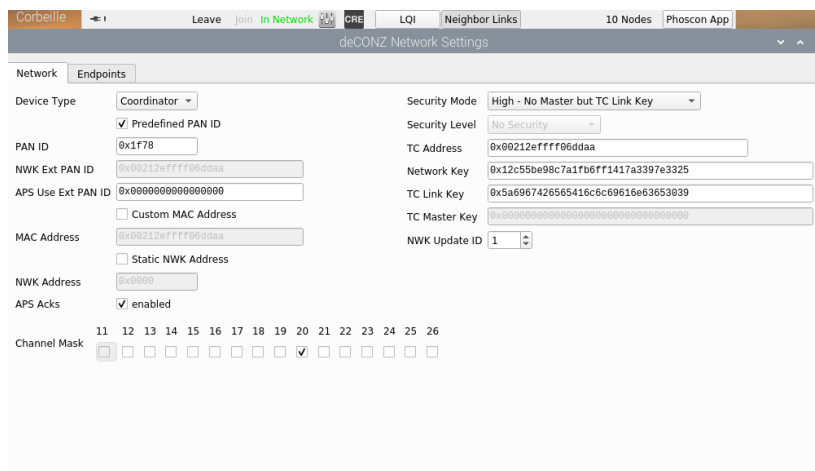 Corbeille Leave Join In Network CRE LQI Neighbor Links 10 Nodes Phoscon App
deCONZ Network Settings
Network Endpoints
Device Type Coordinator
Predefined PAN ID
PAN ID 0x1f78
NWK Ext PAN ID 0x00212effff06ddaa
APS Use Ext PAN ID 0x0000000000000000
Custom MAC Address
MAC Address 0x00212effff06ddaa
Static NWK Address
NWK Address 0x0000
APS Acks enabled
11 12 13 14 15 16 17 18 19 20 21 22 23 24 25 26
Channel Mask
Security Mode High - No Master but TC Link Key
Security Level No Security
TC Address 0x00212effff06ddaa
Network Key 0x12c55be98c7a1fb6ff1417a3397e3325
TC Link Key 0x5a6967426565416c6c69616e63653039
TC Master Key 0x00000000000000000000000000000000
NWK Update ID 1